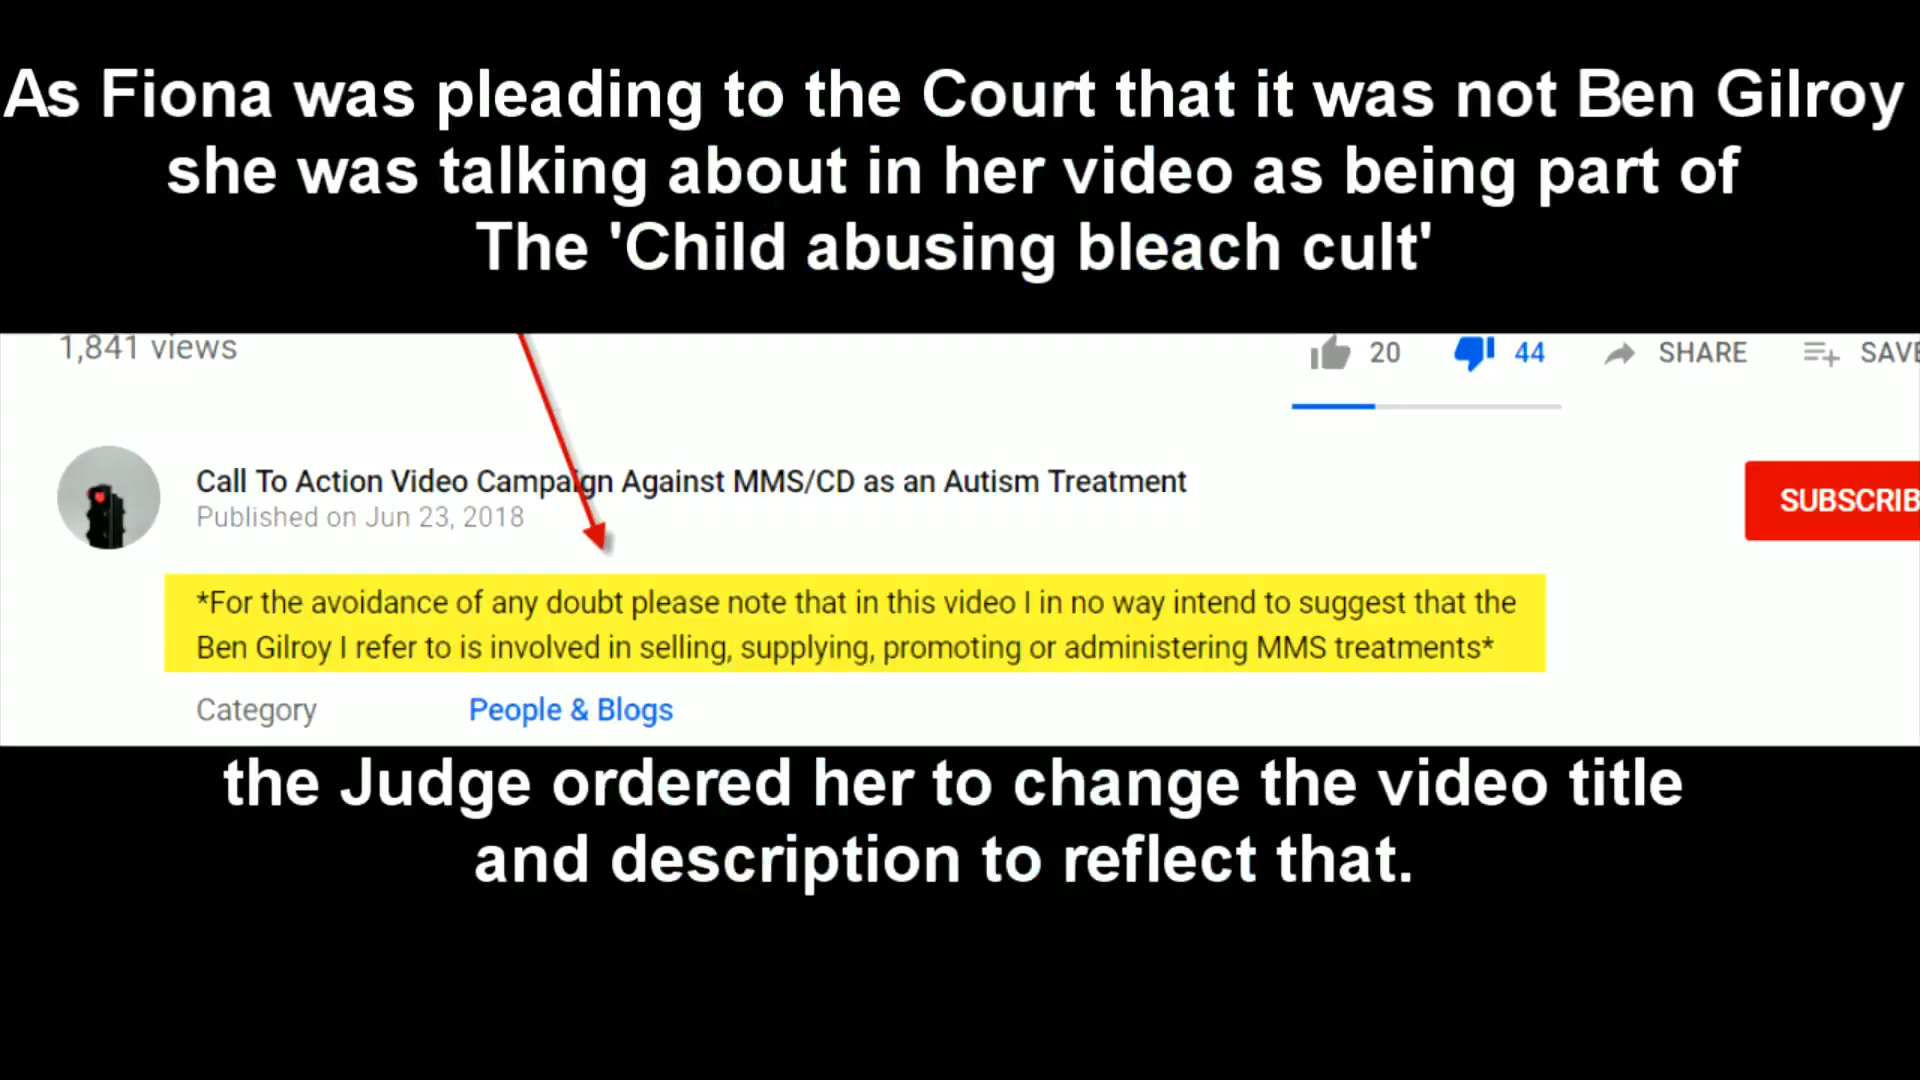 As Fiona was pleading to the Court that it was not Ben Gilroy
she was talking about in her video as being part of
The 'Child abusing bleach cult'
1,841 views
20
44
SHARE
SAVE
Call To Action Video Campaign Against MMS/CD as an Autism Treatment
Published on Jun 23, 2018
SUBSCRIB
*For the avoidance of any doubt please note that in this video I in no way intend to suggest that the
Ben Gilroy I refer to is involved in selling, supplying, promoting or administering MMS treatments*
Category People & Blogs
the Judge ordered her to change the video title
and description to reflect that.